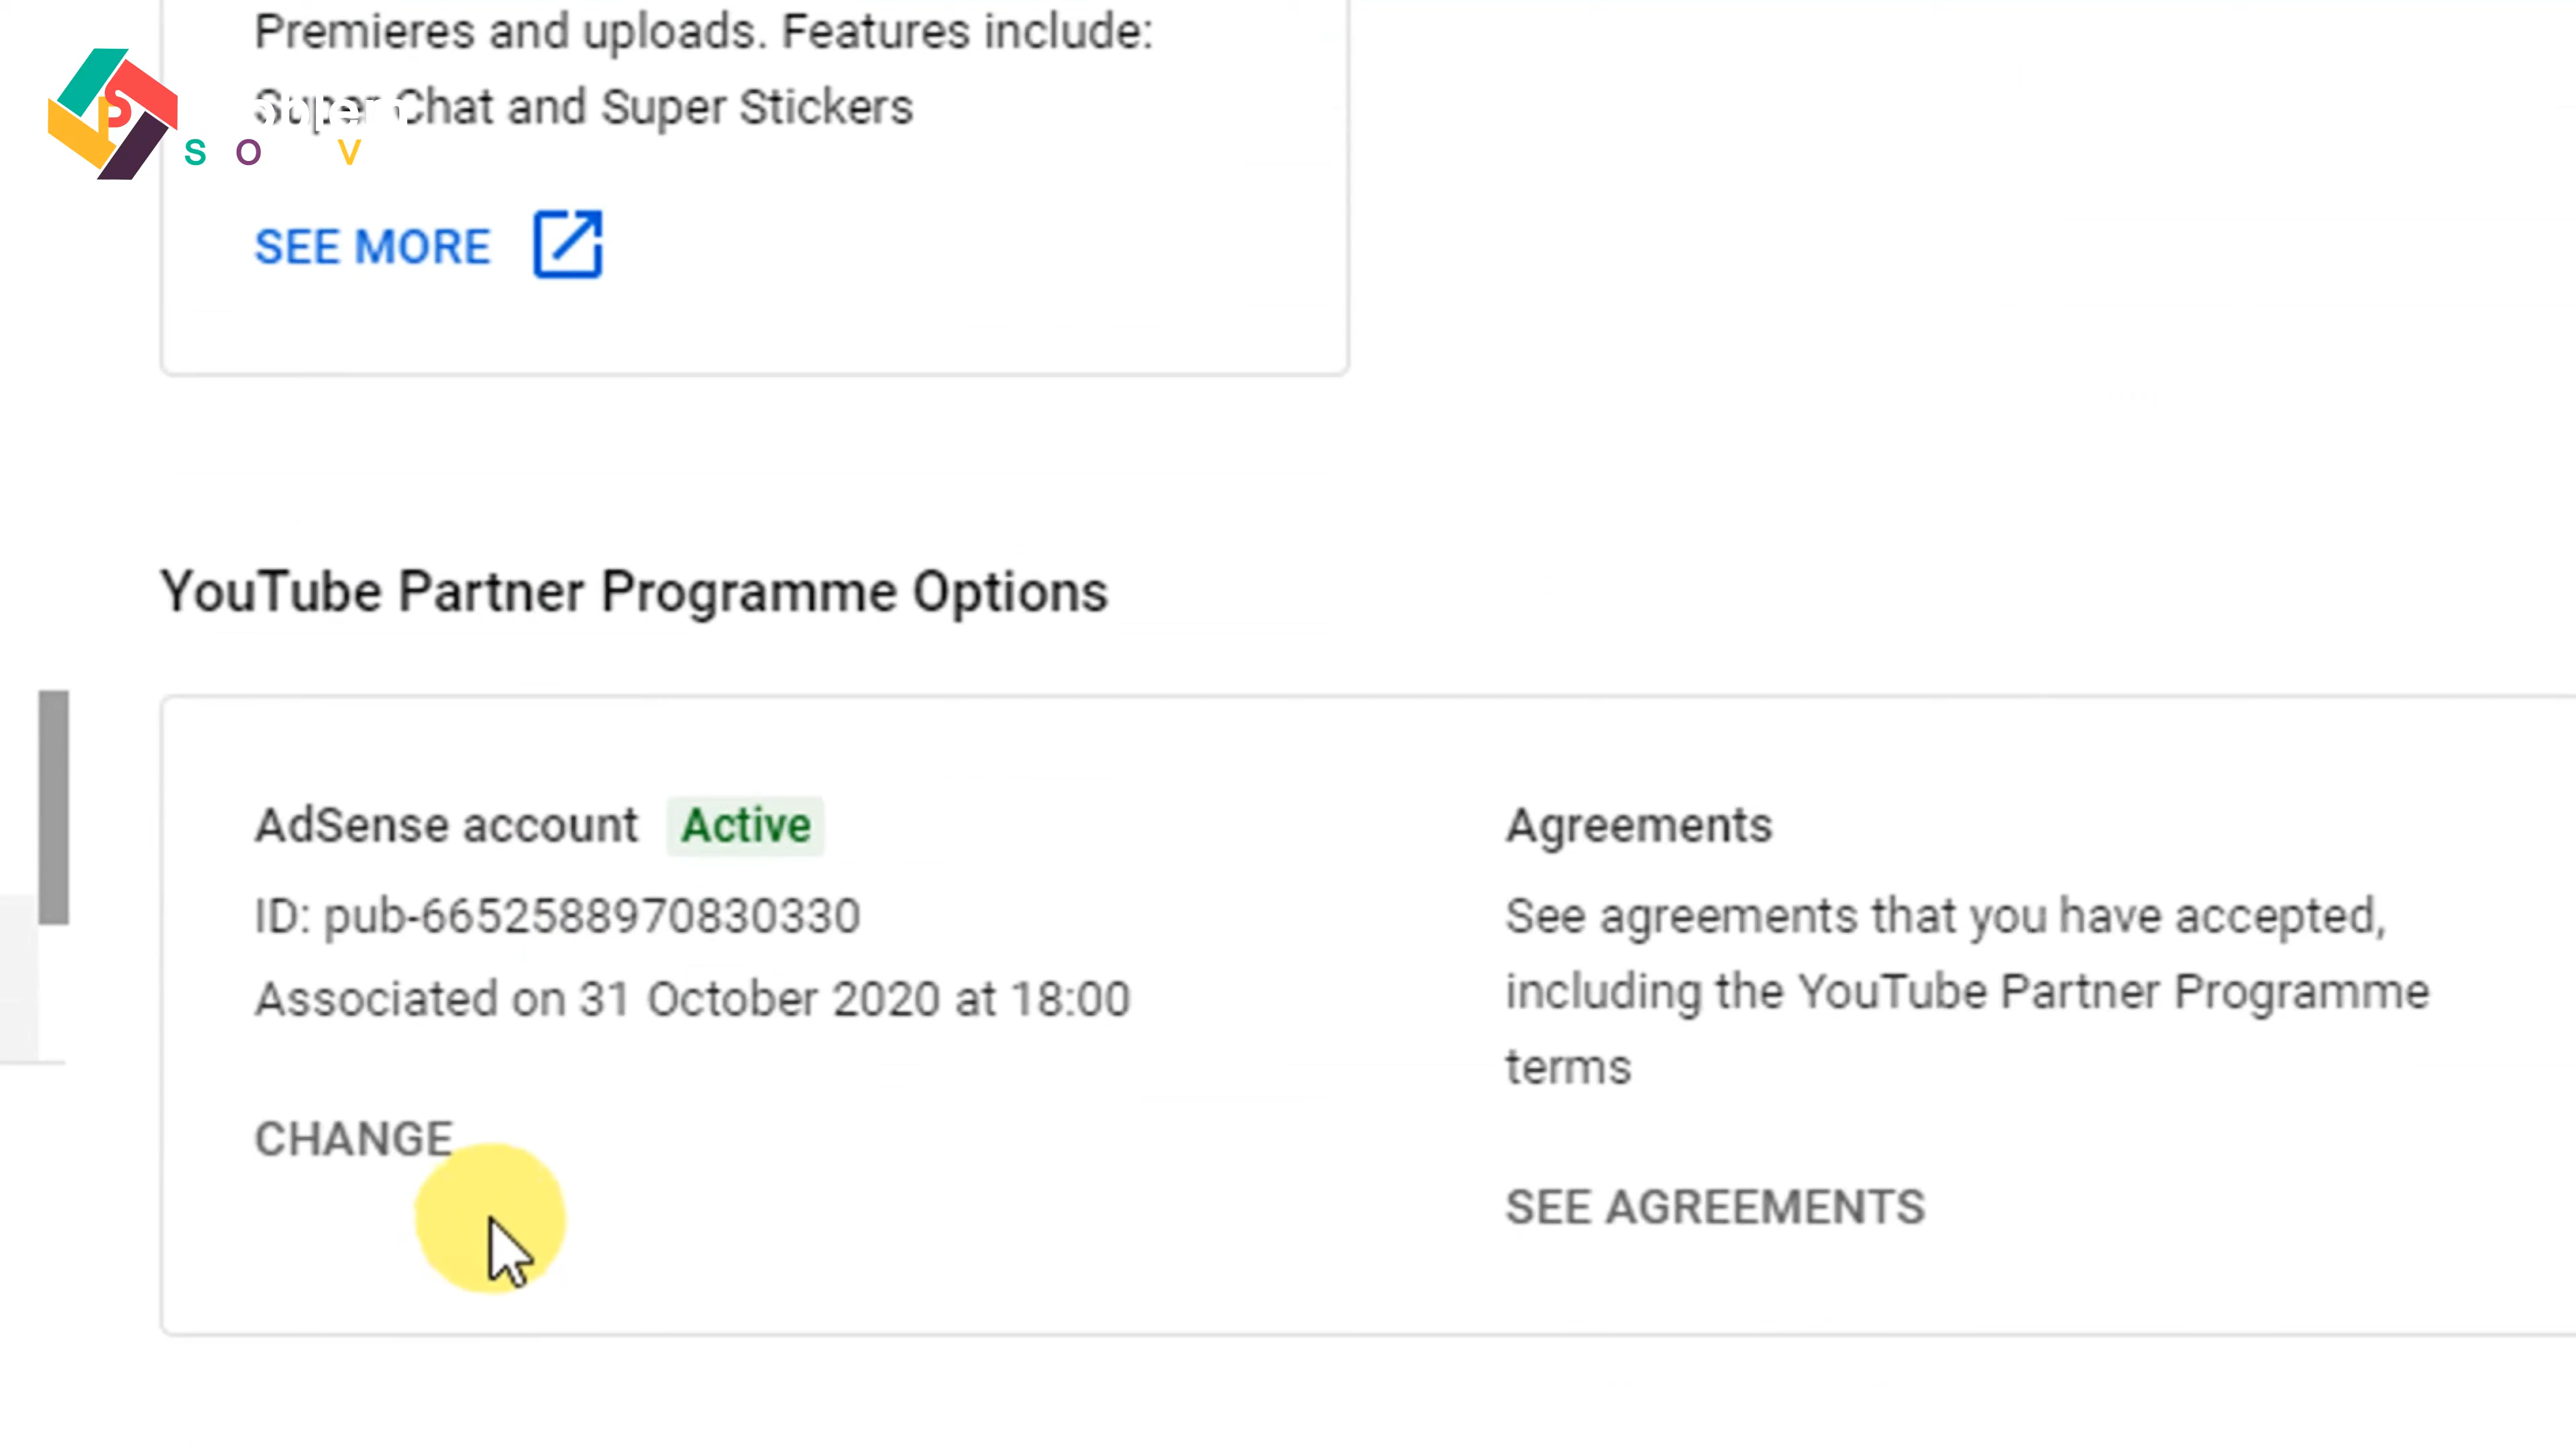 Premieres and uploads. Features include:
Super Chat and Super Stickers
S O V
SEE MORE
YouTube Partner Programme Options
AdSense account Active
ID: pub-6652588970830330
Associated on 31 October 2020 at 18:00
CHANGE
Agreements
See agreements that you have accepted,
including the YouTube Partner Programme
terms
SEE AGREEMENTS